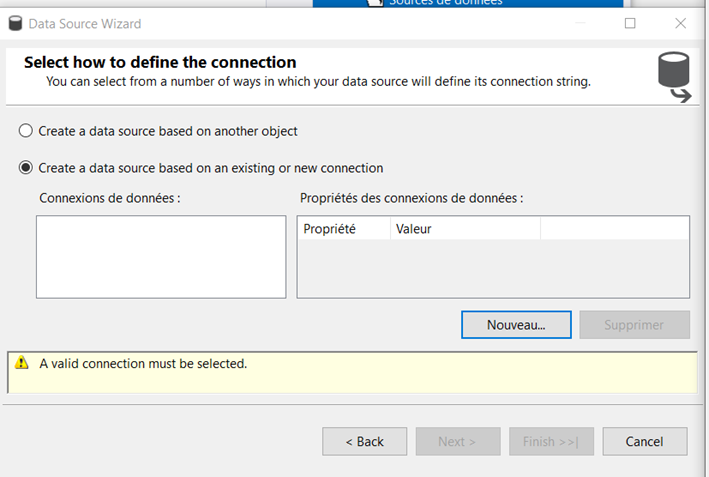 Sources de données
Data Source Wizard
Select how to define the connection
You can select from a number of ways in which your data source will define its connection string.
Create a data source based on another object
Create a data source based on an existing or new connection
Connexions de données :
Propriétés des connexions de données :
Propriété Valeur
Nouveau... Supprimer
A valid connection must be selected.
< Back Next > Finish >>| Cancel